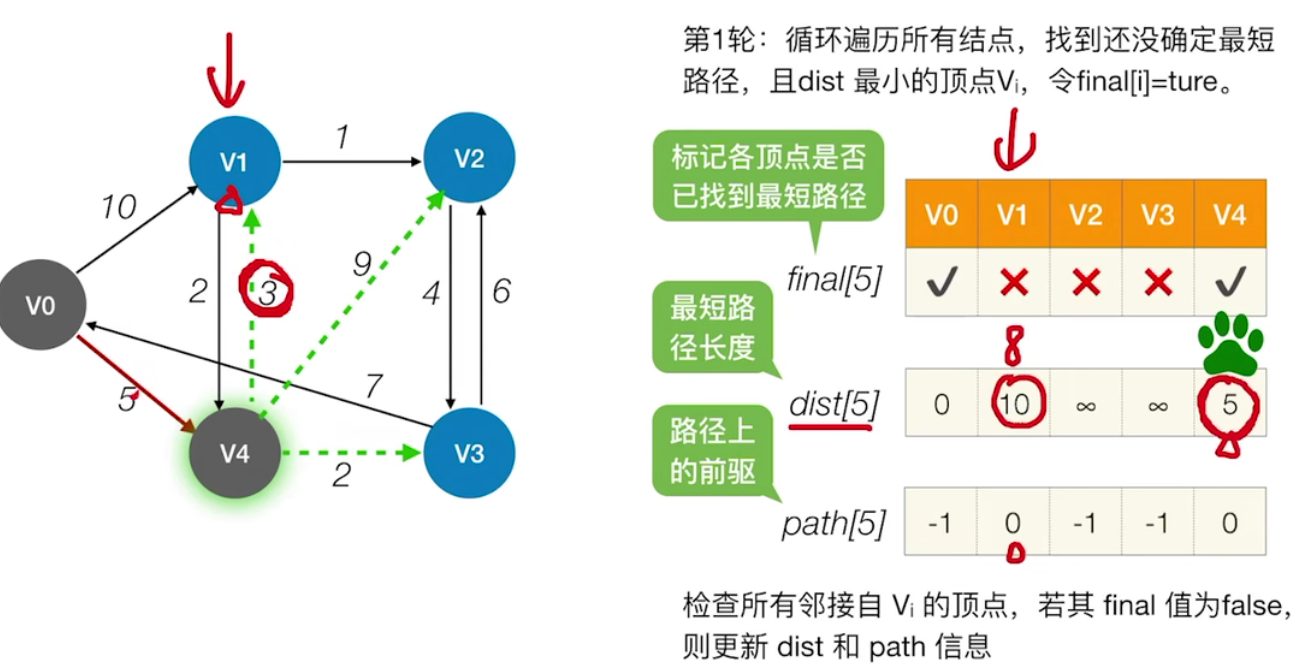 第1轮：循环遍历所有结点，找到还没确定最短
路径，且dist 最小的顶点Vᵢ，令final[i]=ture。
标记各顶点是否
已找到最短路径
V0 V1 V2 V3 V4
final[5] ✓ ✕ ✕ ✕ ✓
8
最短路
径长度
dist[5] 0 10 ∞ ∞ 5
路径上
的前驱
path[5] -1 0 -1 -1 0
检查所有邻接自 Vᵢ 的顶点，若其 final 值为false，
则更新 dist 和 path 信息
V1 1 V2
10
2 3 9 4 6
V0
7
5
V4 2 V3